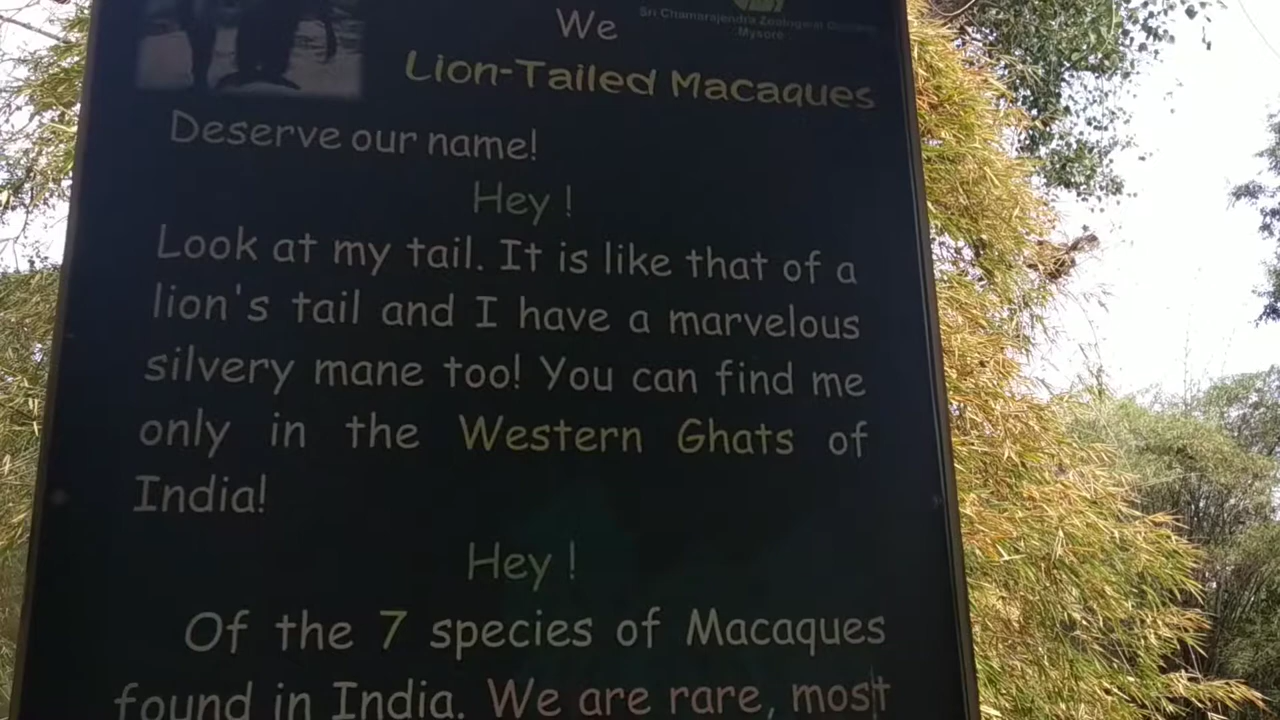 Sri Chamarajendra Zoological Gardens
Mysore
We
Lion-Tailed Macaques
Deserve our name!
Hey !
Look at my tail. It is like that of a
lion's tail and I have a marvelous
silvery mane too! You can find me
only in the Western Ghats of
India!
Hey !
Of the 7 species of Macaques
found in India. We are rare, most